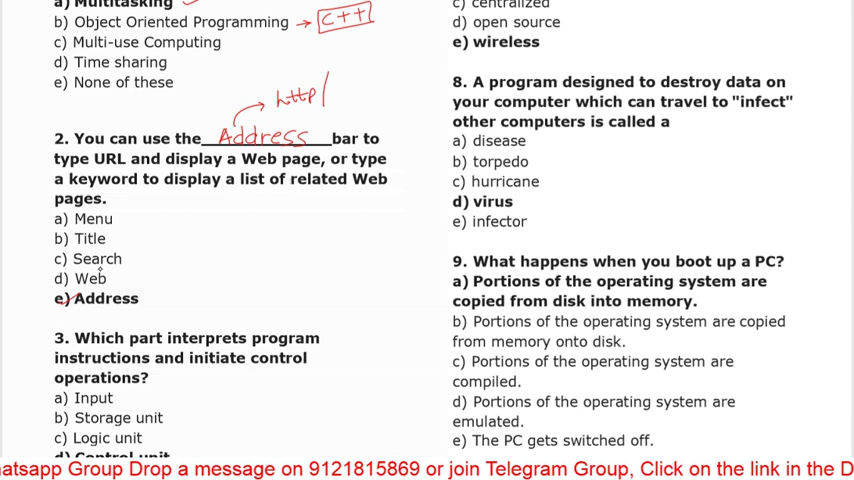 a) Multitasking
b) Object Oriented Programming → C++
c) Multi-use Computing
d) Time sharing
e) None of these
http/
2. You can use the Address bar to
type URL and display a Web page, or type
a keyword to display a list of related Web
pages.
a) Menu
b) Title
c) Search
d) Web
e) Address
3. Which part interprets program
instructions and initiate control
operations?
a) Input
b) Storage unit
c) Logic unit
d) Control unit
c) centralized
d) open source
e) wireless
8. A program designed to destroy data on
your computer which can travel to "infect"
other computers is called a
a) disease
b) torpedo
c) hurricane
d) virus
e) infector
9. What happens when you boot up a PC?
a) Portions of the operating system are
copied from disk into memory.
b) Portions of the operating system are copied
from memory onto disk.
c) Portions of the operating system are
compiled.
d) Portions of the operating system are
emulated.
e) The PC gets switched off.
atsapp Group Drop a message on 9121815869 or join Telegram Group, Click on the link in the D